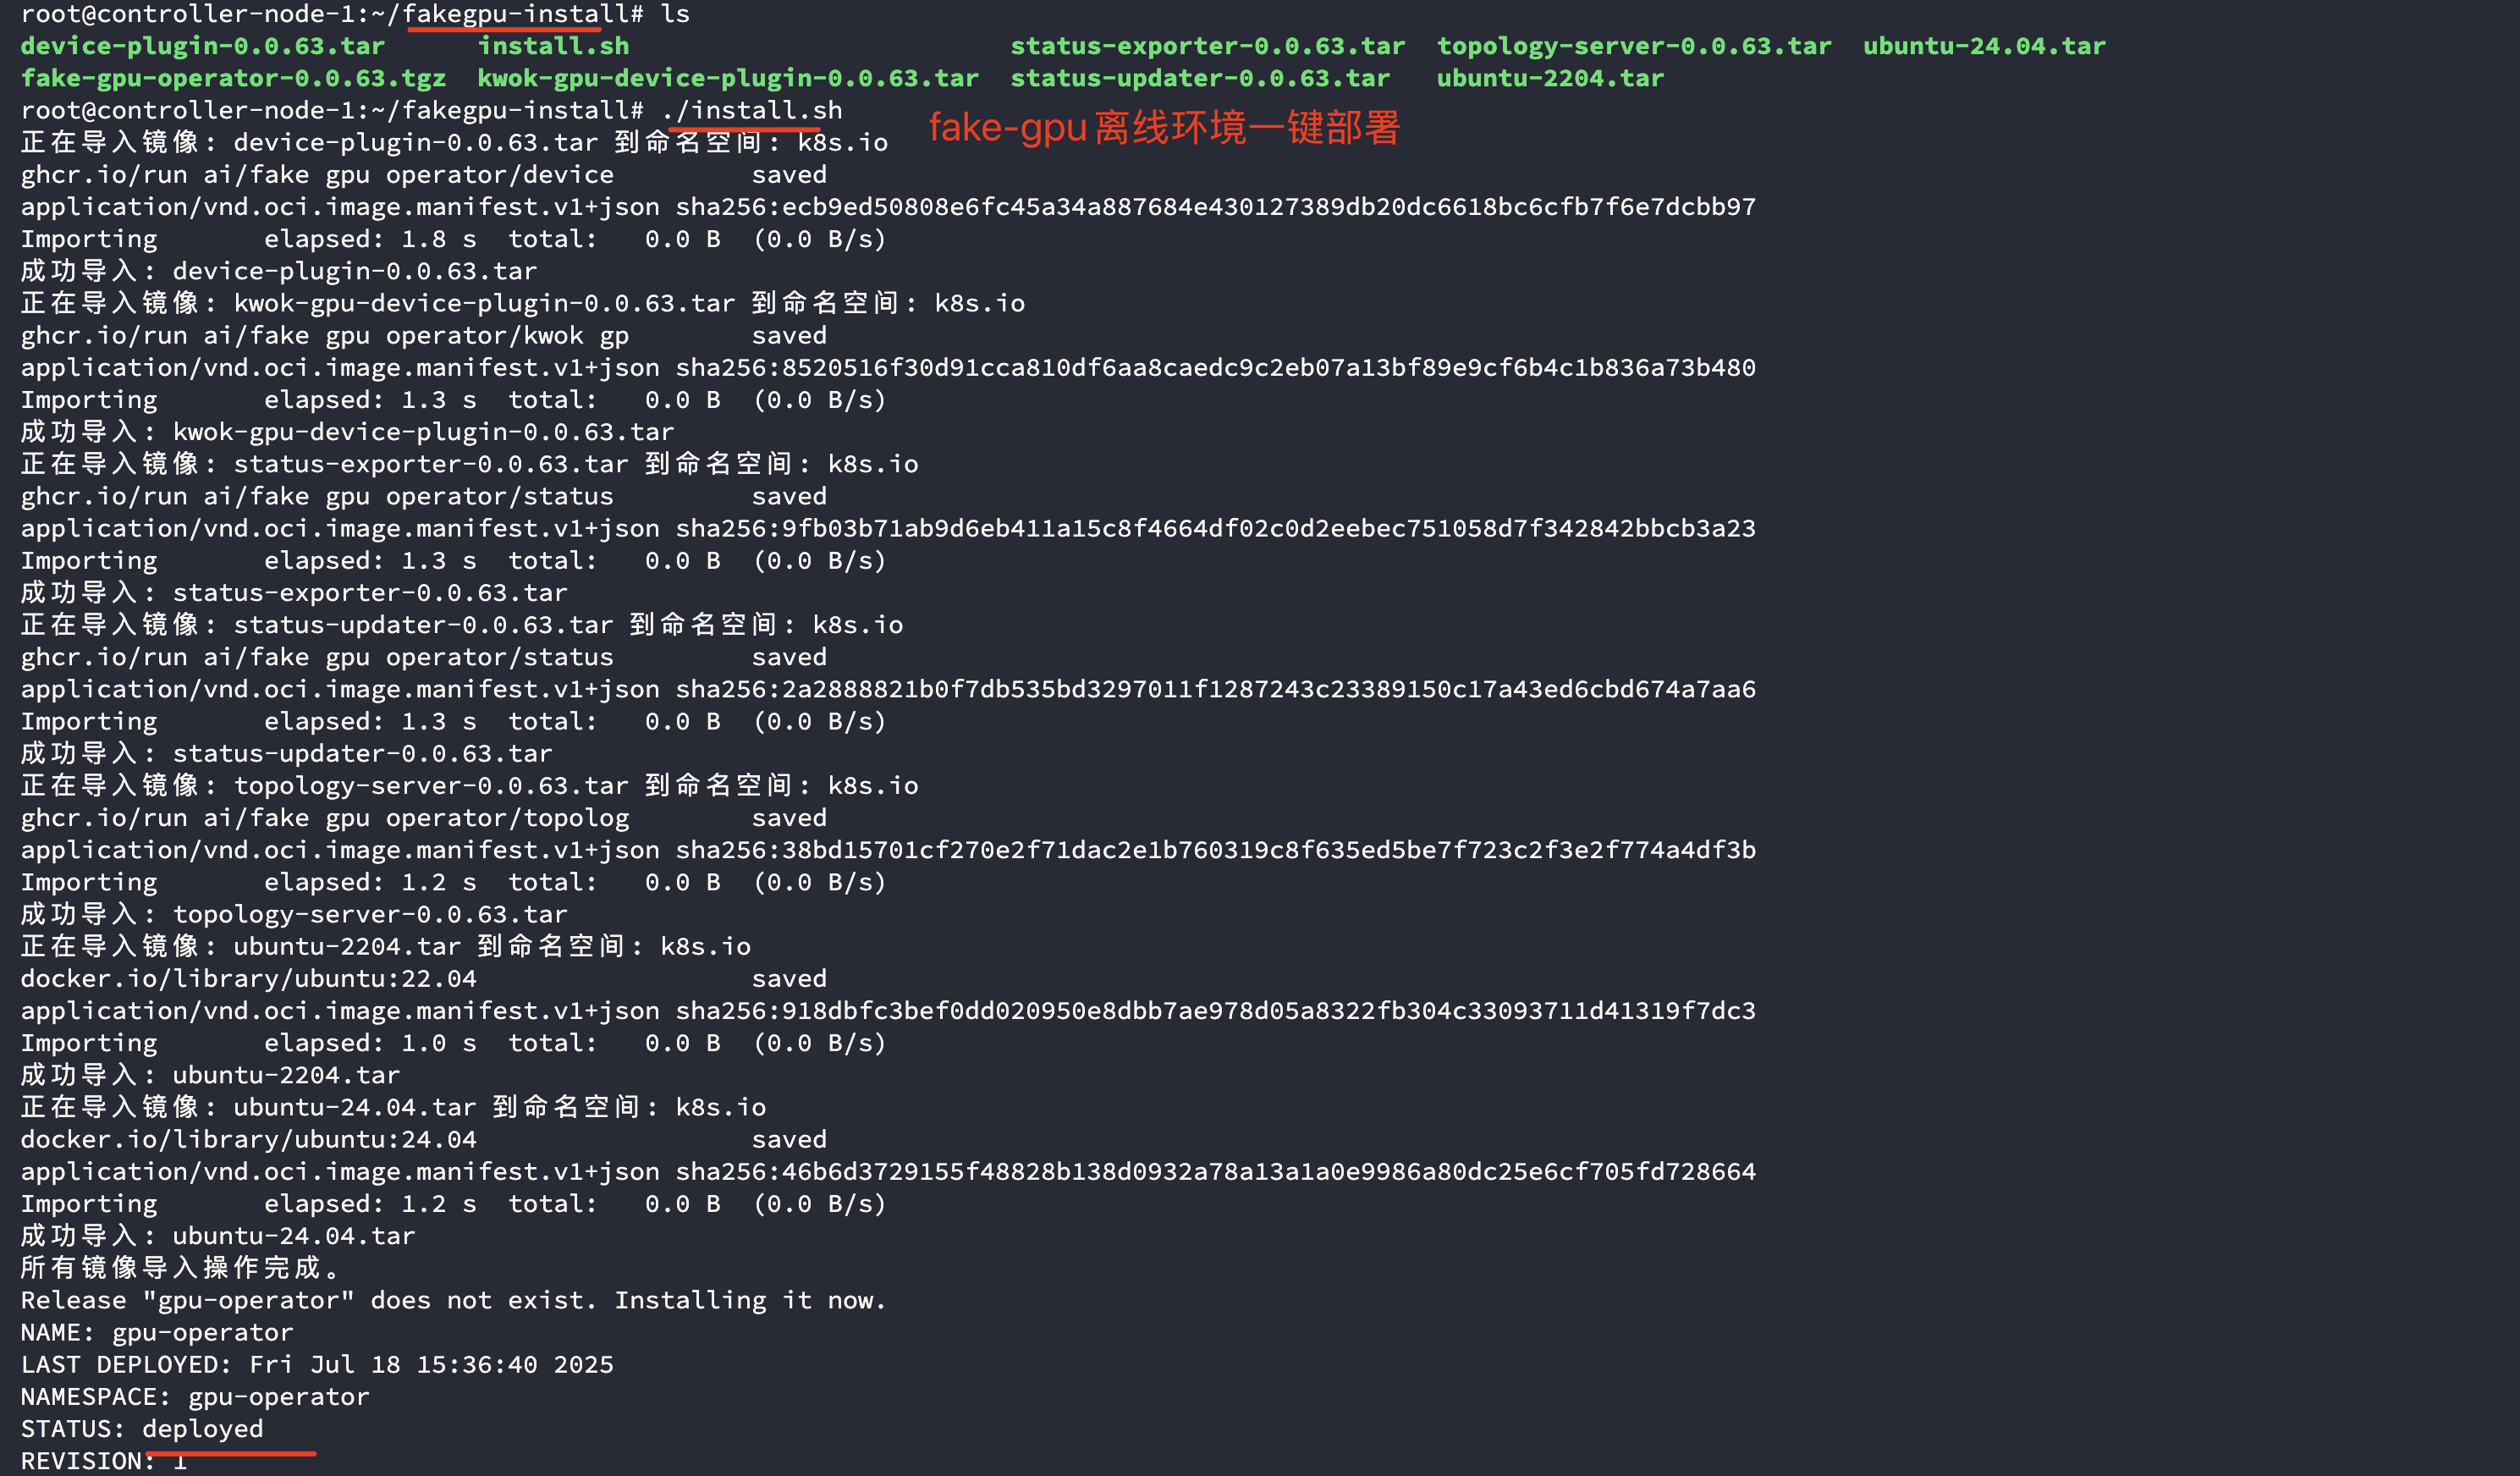 root@controller-node-1:~/fakegpu-install# ls
device-plugin-0.0.63.tar      install.sh                         status-exporter-0.0.63.tar  topology-server-0.0.63.tar  ubuntu-24.04.tar
fake-gpu-operator-0.0.63.tgz  kwok-gpu-device-plugin-0.0.63.tar  status-updater-0.0.63.tar   ubuntu-2204.tar
root@controller-node-1:~/fakegpu-install# ./install.sh
fake-gpu离线环境一键部署
正在导入镜像: device-plugin-0.0.63.tar 到命名空间: k8s.io
ghcr.io/run ai/fake gpu operator/device         saved
application/vnd.oci.image.manifest.v1+json sha256:ecb9ed50808e6fc45a34a887684e430127389db20dc6618bc6cfb7f6e7dcbb97
Importing       elapsed: 1.8 s  total:   0.0 B  (0.0 B/s)
成功导入: device-plugin-0.0.63.tar
正在导入镜像: kwok-gpu-device-plugin-0.0.63.tar 到命名空间: k8s.io
ghcr.io/run ai/fake gpu operator/kwok gp        saved
application/vnd.oci.image.manifest.v1+json sha256:8520516f30d91cca810df6aa8caedc9c2eb07a13bf89e9cf6b4c1b836a73b480
Importing       elapsed: 1.3 s  total:   0.0 B  (0.0 B/s)
成功导入: kwok-gpu-device-plugin-0.0.63.tar
正在导入镜像: status-exporter-0.0.63.tar 到命名空间: k8s.io
ghcr.io/run ai/fake gpu operator/status         saved
application/vnd.oci.image.manifest.v1+json sha256:9fb03b71ab9d6eb411a15c8f4664df02c0d2eebec751058d7f342842bbcb3a23
Importing       elapsed: 1.3 s  total:   0.0 B  (0.0 B/s)
成功导入: status-exporter-0.0.63.tar
正在导入镜像: status-updater-0.0.63.tar 到命名空间: k8s.io
ghcr.io/run ai/fake gpu operator/status         saved
application/vnd.oci.image.manifest.v1+json sha256:2a2888821b0f7db535bd3297011f1287243c23389150c17a43ed6cbd674a7aa6
Importing       elapsed: 1.3 s  total:   0.0 B  (0.0 B/s)
成功导入: status-updater-0.0.63.tar
正在导入镜像: topology-server-0.0.63.tar 到命名空间: k8s.io
ghcr.io/run ai/fake gpu operator/topolog        saved
application/vnd.oci.image.manifest.v1+json sha256:38bd15701cf270e2f71dac2e1b760319c8f635ed5be7f723c2f3e2f774a4df3b
Importing       elapsed: 1.2 s  total:   0.0 B  (0.0 B/s)
成功导入: topology-server-0.0.63.tar
正在导入镜像: ubuntu-2204.tar 到命名空间: k8s.io
docker.io/library/ubuntu:22.04                  saved
application/vnd.oci.image.manifest.v1+json sha256:918dbfc3bef0dd020950e8dbb7ae978d05a8322fb304c33093711d41319f7dc3
Importing       elapsed: 1.0 s  total:   0.0 B  (0.0 B/s)
成功导入: ubuntu-2204.tar
正在导入镜像: ubuntu-24.04.tar 到命名空间: k8s.io
docker.io/library/ubuntu:24.04                  saved
application/vnd.oci.image.manifest.v1+json sha256:46b6d3729155f48828b138d0932a78a13a1a0e9986a80dc25e6cf705fd728664
Importing       elapsed: 1.2 s  total:   0.0 B  (0.0 B/s)
成功导入: ubuntu-24.04.tar
所有镜像导入操作完成。
Release "gpu-operator" does not exist. Installing it now.
NAME: gpu-operator
LAST DEPLOYED: Fri Jul 18 15:36:40 2025
NAMESPACE: gpu-operator
STATUS: deployed
REVISION: 1